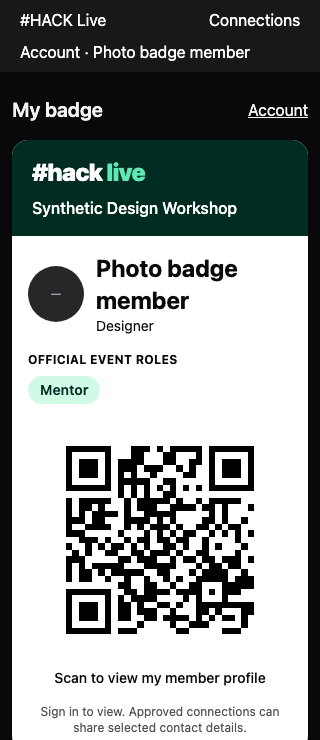 #HACK Live
Connections
Account · Photo badge member
My badge
Account
#hack live
Synthetic Design Workshop
—
Photo badge
member
Designer
OFFICIAL EVENT ROLES
Mentor
Scan to view my member profile
Sign in to view. Approved connections can
share selected contact details.